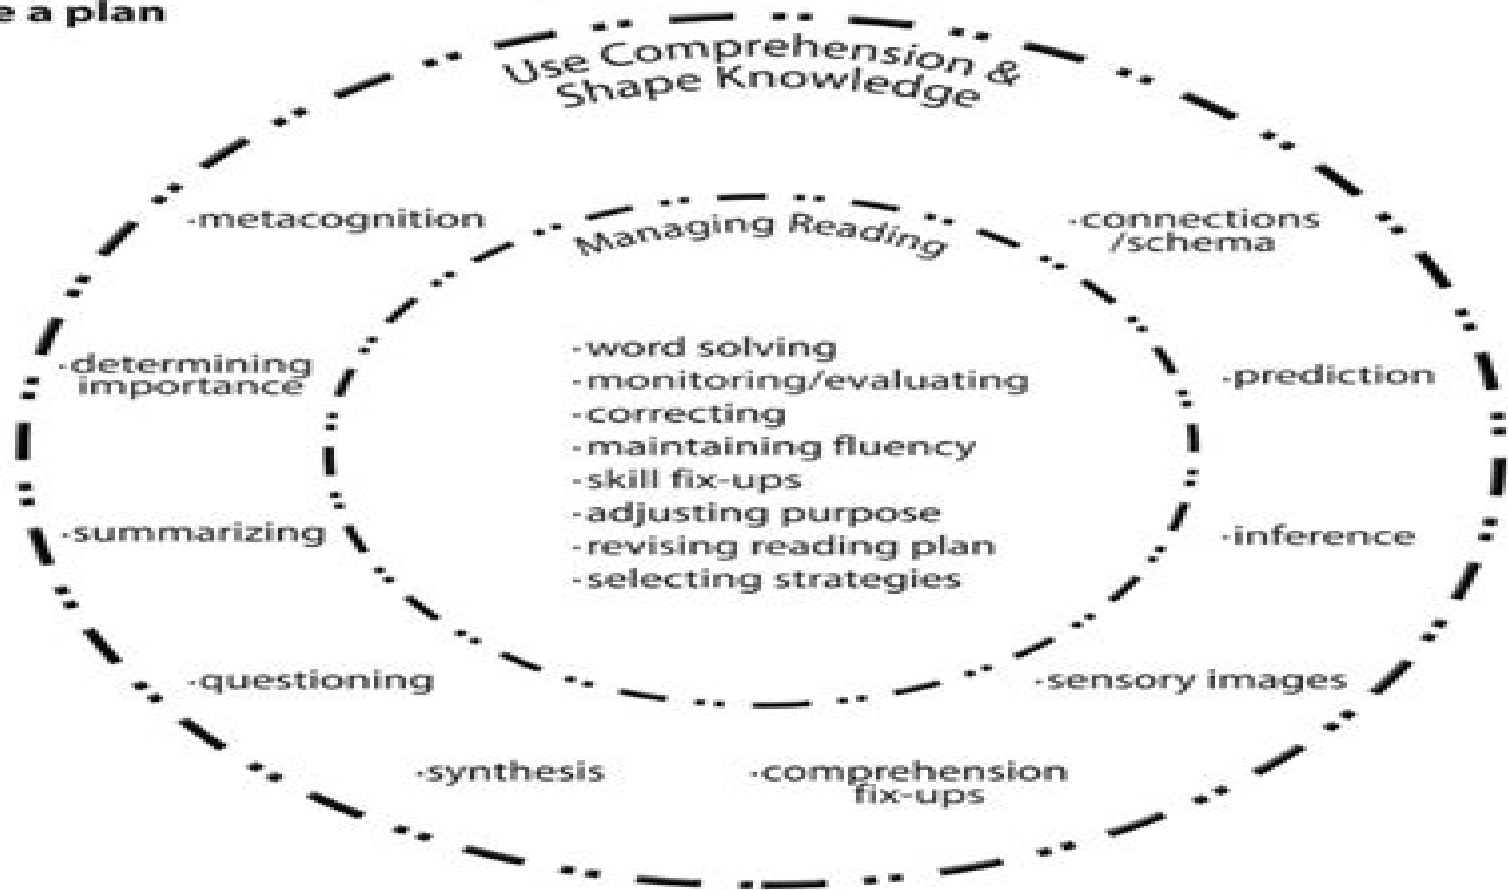 e a plan
Use Comprehension &
Shape Knowledge
·metacognition
·connections
/schema
Managing Reading
·determining
importance
·prediction
·summarizing
·inference
-word solving
-monitoring/evaluating
-correcting
-maintaining fluency
-skill fix-ups
-adjusting purpose
-revising reading plan
-selecting strategies
·questioning
·sensory images
·synthesis
·comprehension
fix-ups